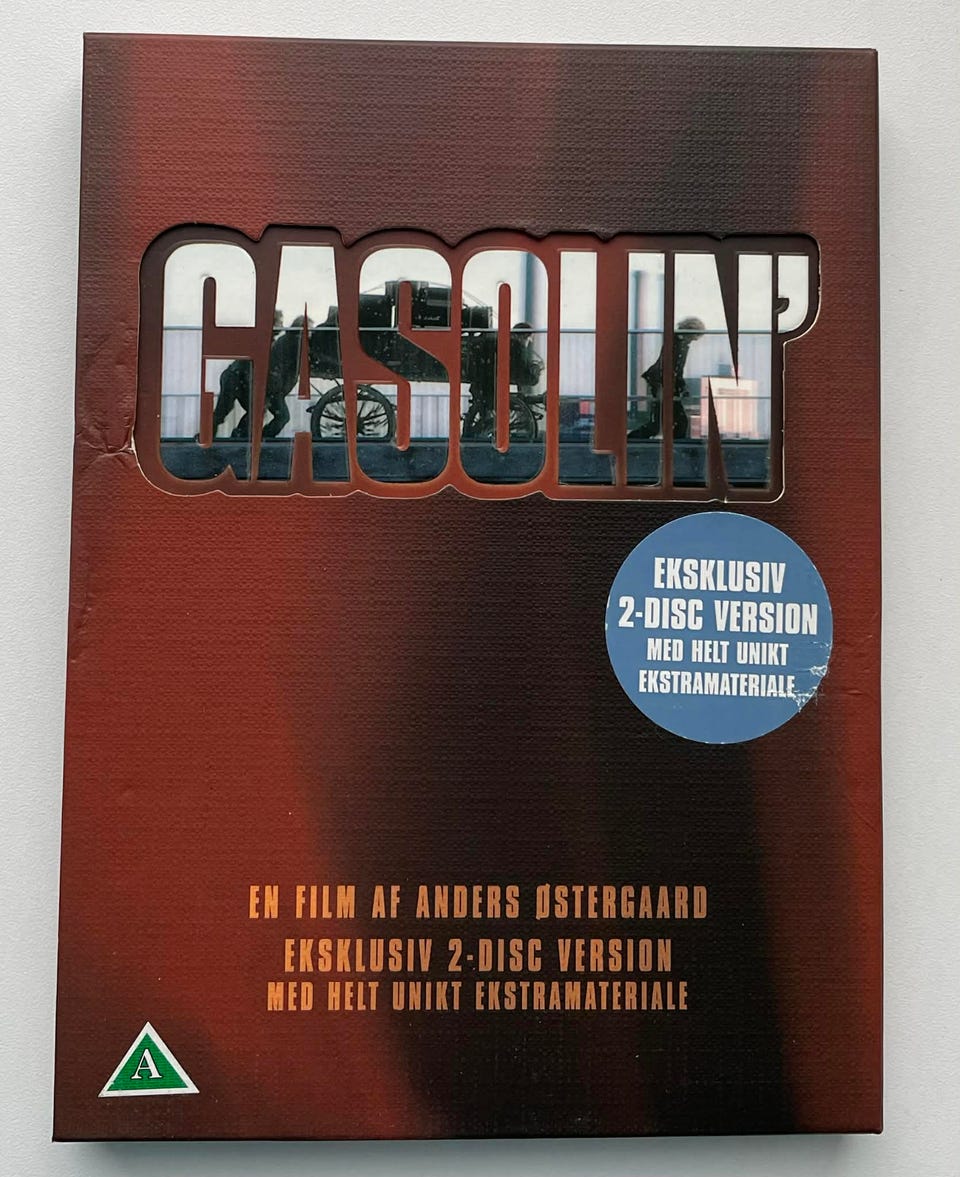 GASOLIN'
EKSKLUSIV
2-DISC VERSION
MED HELT UNIKT
EKSTRAMATERIALE
EN FILM AF ANDERS ØSTERGAARD
EKSKLUSIV 2-DISC VERSION
MED HELT UNIKT EKSTRAMATERIALE
A